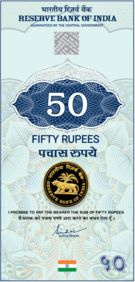 भारतीय रिज़र्व बैंक
RESERVE BANK OF INDIA
GUARANTEED BY THE CENTRAL GOVERNMENT
50
FIFTY RUPEES
पचास रुपये
I PROMISE TO PAY THE BEARER THE SUM OF FIFTY RUPEES
मैं धारक को पचास रुपये अदा करने का वचन देता हूँ।
GOVERNOR
५०